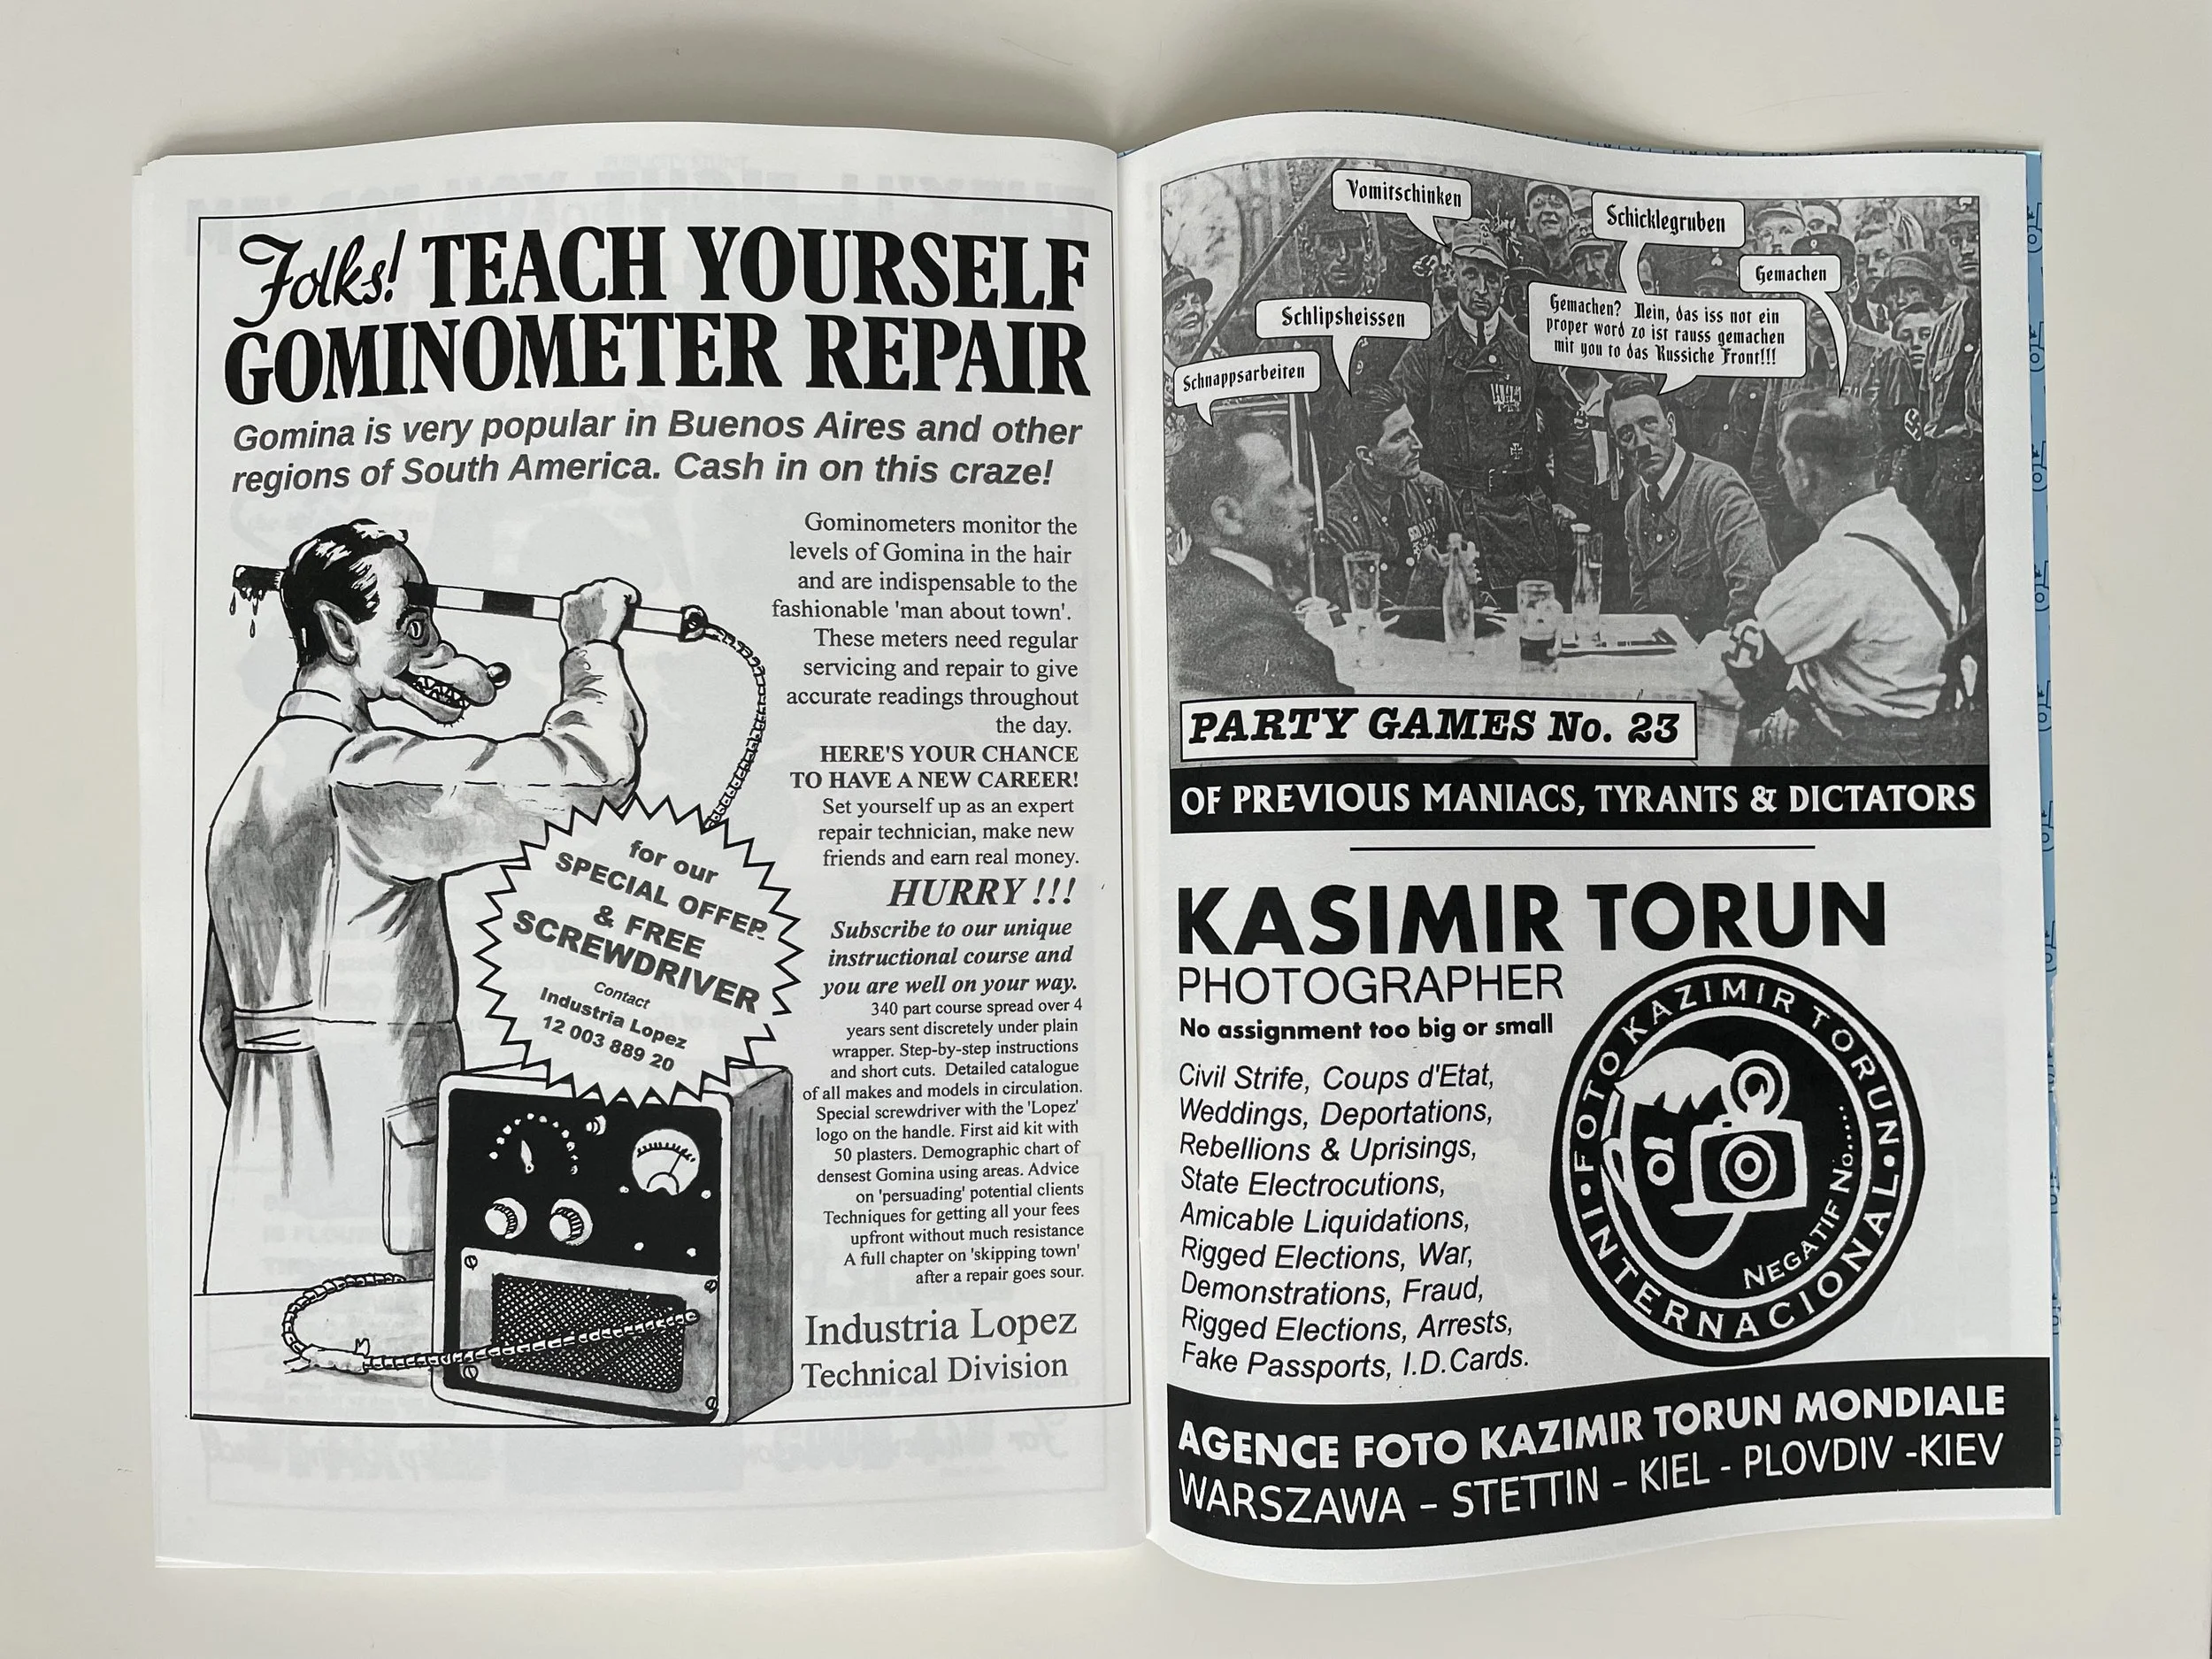 Folks! TEACH YOURSELF
GOMINOMETER REPAIR
Gomina is very popular in Buenos Aires and other
regions of South America. Cash in on this craze!
Gominometers monitor the
levels of Gomina in the hair
and are indispensable to the
fashionable 'man about town'.
These meters need regular
servicing and repair to give
accurate readings throughout
the day.
HERE'S YOUR CHANCE
TO HAVE A NEW CAREER!
Set yourself up as an expert
repair technician, make new
friends and earn real money.
HURRY !!!
Subscribe to our unique
instructional course and
you are well on your way.
340 part course spread over 4
years sent discretely under plain
wrapper. Step-by-step instructions
and short cuts. Detailed catalogue
of all makes and models in circulation.
Special screwdriver with the 'Lopez'
logo on the handle. First aid kit with
50 plasters. Demographic chart of
densest Gomina using areas. Advice
on 'persuading' potential clients
Techniques for getting all your fees
upfront without much resistance
A full chapter on 'skipping town'
after a repair goes sour.
Industria Lopez
Technical Division
for our
SPECIAL OFFER
& FREE
SCREWDRIVER
Contact
Industria Lopez
12 003 889 20
Vomitschinken
Schicklegruben
Gemachen
Schlipsheissen
Gemachen? Nein, das iss not ein
proper word zo ist rauss gemachen
mit you to das Russiche Front!!!
Schnappsarbeiten
PARTY GAMES No. 23
OF PREVIOUS MANIACS, TYRANTS & DICTATORS
KASIMIR TORUN
PHOTOGRAPHER
No assignment too big or small
Civil Strife, Coups d'Etat,
Weddings, Deportations,
Rebellions & Uprisings,
State Electrocutions,
Amicable Liquidations,
Rigged Elections, War,
Demonstrations, Fraud,
Rigged Elections, Arrests,
Fake Passports, I.D.Cards.
• FOTO KAZIMIR TORUN •
INTERNACIONAL
NEGATIF No.....
AGENCE FOTO KAZIMIR TORUN MONDIALE
WARSZAWA – STETTIN – KIEL - PLOVDIV -KIEV